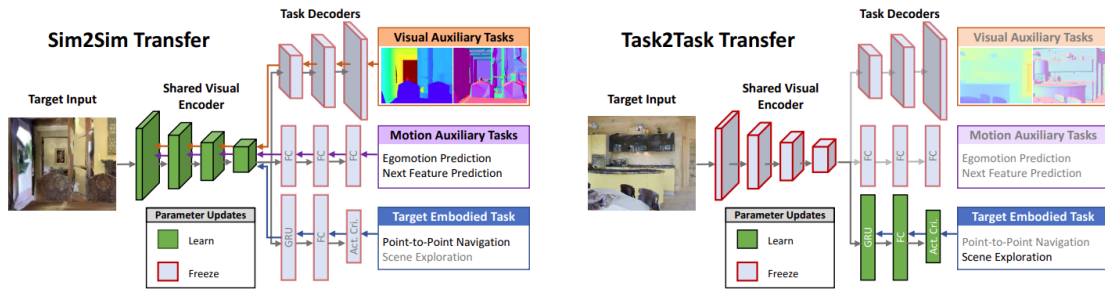 Sim2Sim Transfer
Task Decoders
Visual Auxiliary Tasks
Shared Visual
Encoder
Target Input
FC
FC
FC
Motion Auxiliary Tasks
Egomotion Prediction
Next Feature Prediction
Parameter Updates
Learn
Freeze
GRU
FC
Act. Cri.
Target Embodied Task
Point-to-Point Navigation
Scene Exploration
Task2Task Transfer
Task Decoders
Visual Auxiliary Tasks
Shared Visual
Encoder
Target Input
FC
FC
FC
Motion Auxiliary Tasks
Egomotion Prediction
Next Feature Prediction
Parameter Updates
Learn
Freeze
GRU
FC
Act. Cri.
Target Embodied Task
Point-to-Point Navigation
Scene Exploration